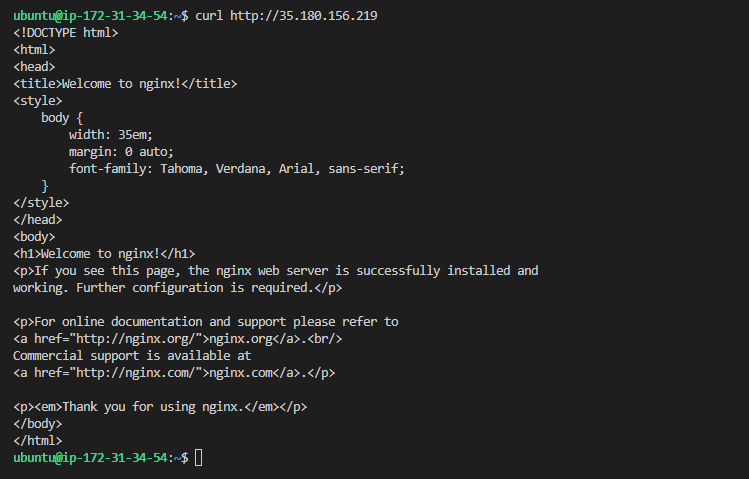 ubuntu@ip-172-31-34-54:~$ curl http://35.180.156.219
<!DOCTYPE html>
<html>
<head>
<title>Welcome to nginx!</title>
<style>
    body {
        width: 35em;
        margin: 0 auto;
        font-family: Tahoma, Verdana, Arial, sans-serif;
    }
</style>
</head>
<body>
<h1>Welcome to nginx!</h1>
<p>If you see this page, the nginx web server is successfully installed and
working. Further configuration is required.</p>

<p>For online documentation and support please refer to
<a href="http://nginx.org/">nginx.org</a>.<br/>
Commercial support is available at
<a href="http://nginx.com/">nginx.com</a>.</p>

<p><em>Thank you for using nginx.</em></p>
</body>
</html>
ubuntu@ip-172-31-34-54:~$